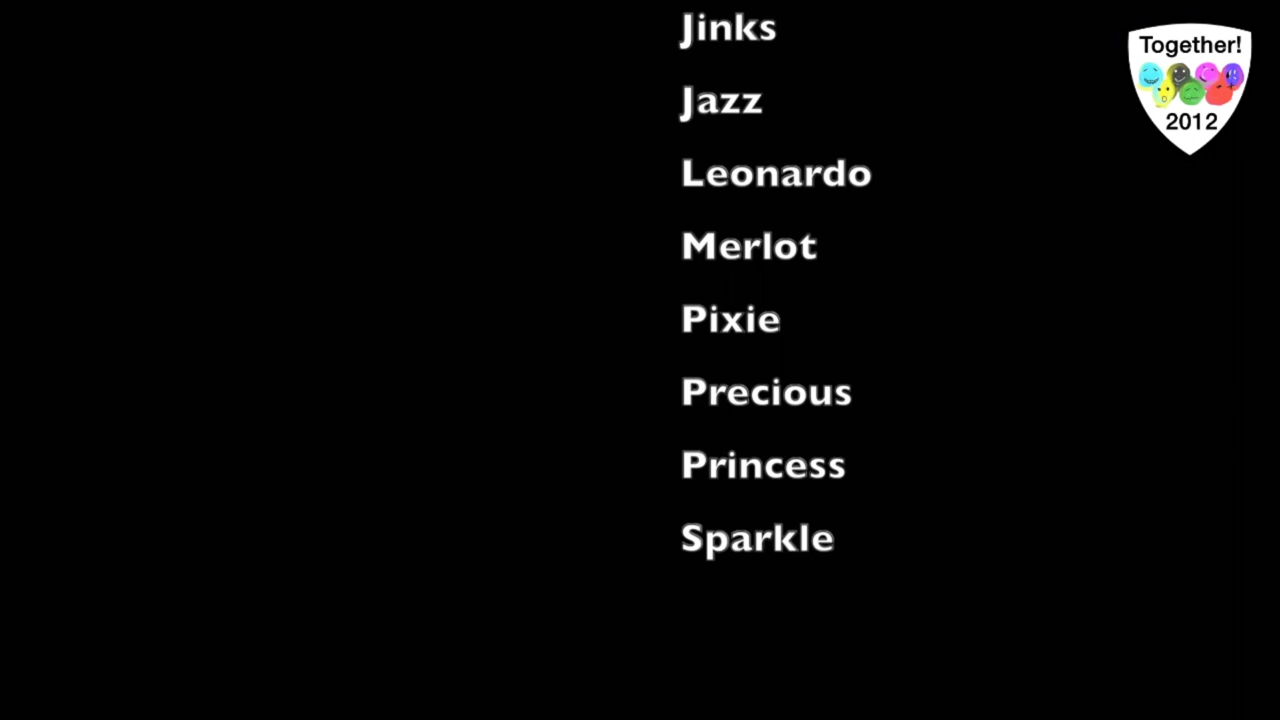 Jinks
Jazz
Leonardo
Merlot
Pixie
Precious
Princess
Sparkle
Together!
2012